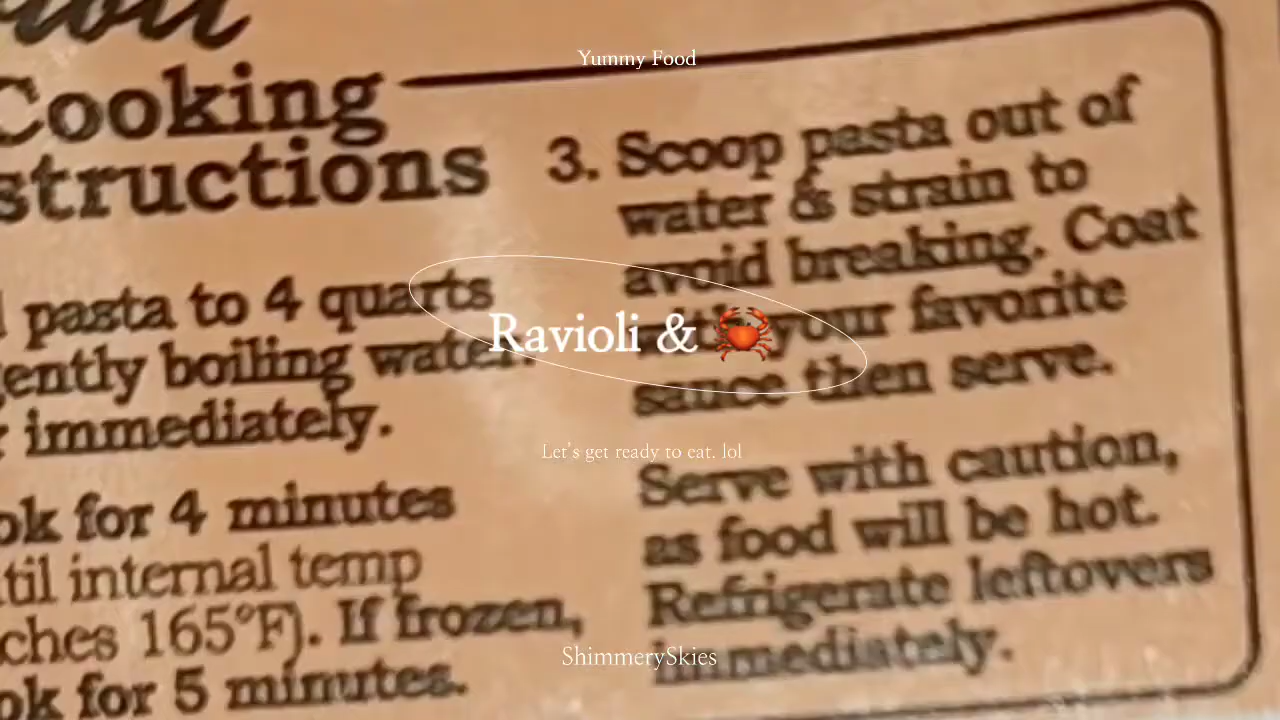 Yummy Food
Cooking
structions
pasta to 4 quarts
ently boiling water.
immediately.
ok for 4 minutes
til internal temp
ches 165°F). If frozen,
ok for 5 minutes.
3. Scoop pasta out of
water & strain to
avoid breaking. Coat
with your favorite
sauce then serve.
Serve with caution,
as food will be hot.
Refrigerate leftovers
immediately.
Ravioli & 🦀
Let's get ready to eat. lol
ShimmerySkies